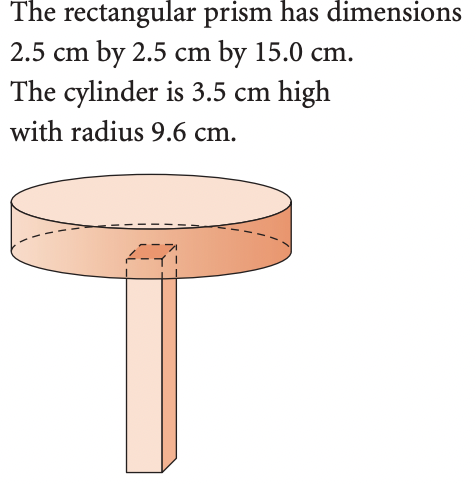 The rectangular prism has dimensions
2.5 cm by 2.5 cm by 15.0 cm.
The cylinder is 3.5 cm high
with radius 9.6 cm.